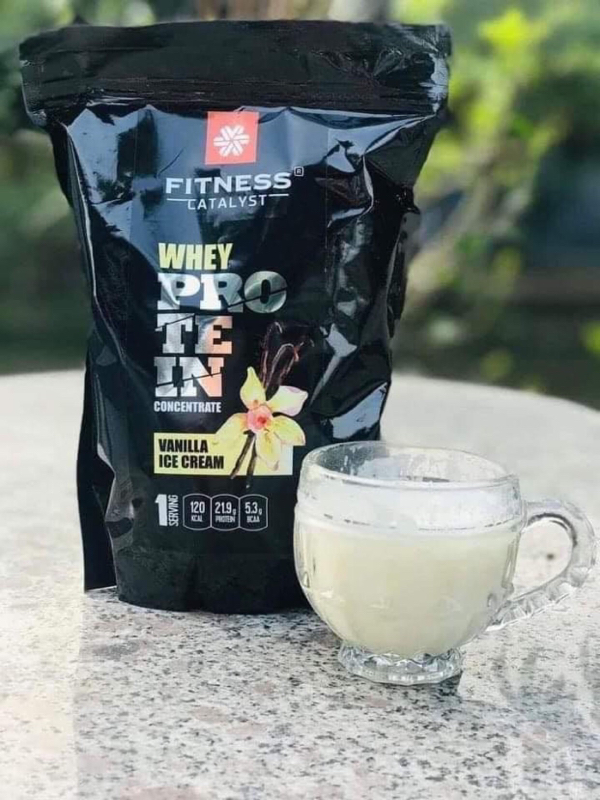 FITNESS®
CATALYST
WHEY
PRO
TE
IN
CONCENTRATE
VANILLA
ICE CREAM
1 SERVING
120 21.9g 5.3g
KCAL PROTEIN BCAA